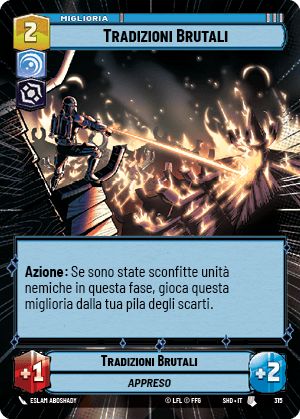 MIGLIORIA
2
TRADIZIONI BRUTALI
Azione: Se sono state sconfitte unità
nemiche in questa fase, gioca questa
miglioria dalla tua pila degli scarti.
+1
TRADIZIONI BRUTALI
APPRESO
+2
ESLAM ABOSHADY
© LFL © FFG
SHD • IT
315